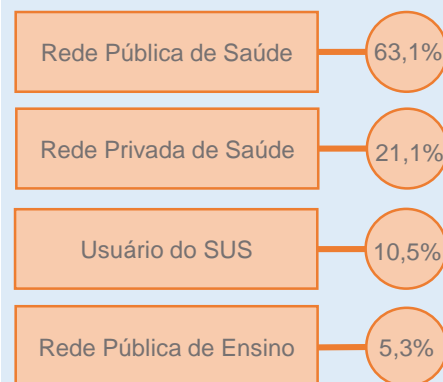 Rede Pública de Saúde 63,1%
Rede Privada de Saúde 21,1%
Usuário do SUS 10,5%
Rede Pública de Ensino 5,3%